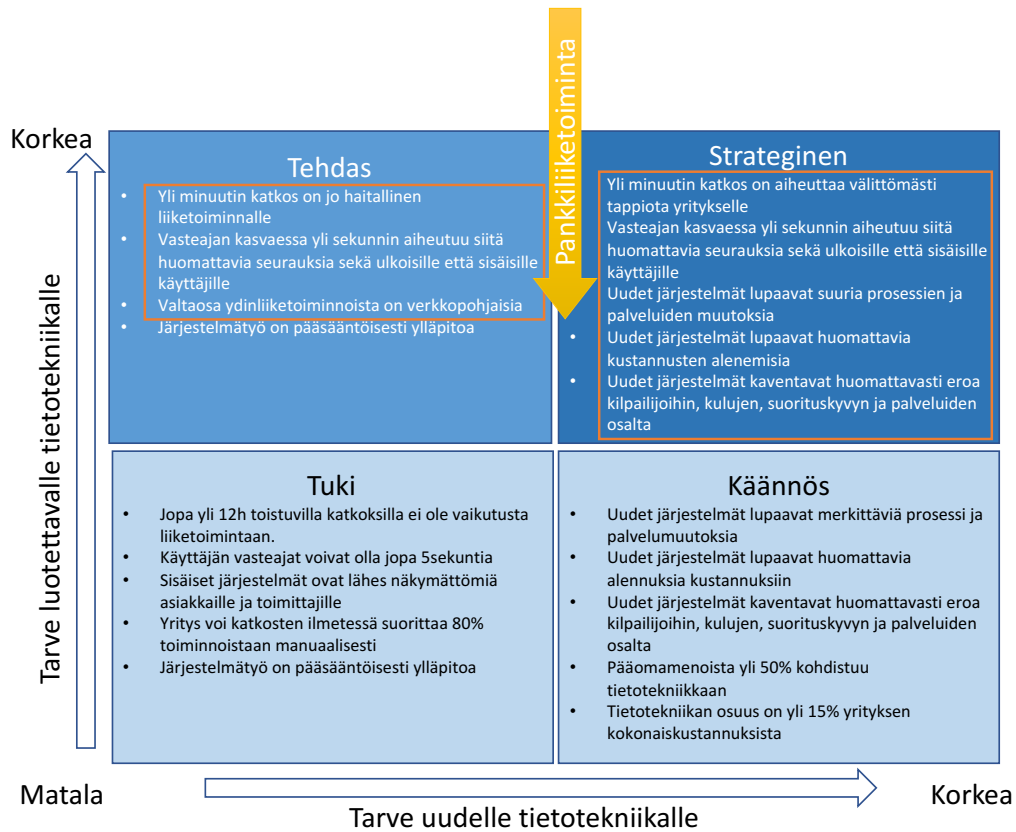 Pankkiliiketoiminta
Korkea
Tarve luotettavalle tietotekniikalle
Tehdas
• Yli minuutin katkos on jo haitallinen
liiketoiminnalle
• Vasteajan kasvaessa yli sekunnin aiheutuu siitä
huomattavia seurauksia sekä ulkoisille että sisäisille
käyttäjille
• Valtaosa ydinliiketoiminnoista on verkkopohjaisia
• Järjestelmätyö on pääsääntöisesti ylläpitoa
Strateginen
Yli minuutin katkos on aiheuttaa välittömästi
tappiota yritykselle
Vasteajan kasvaessa yli sekunnin aiheutuu siitä
huomattavia seurauksia sekä ulkoisille että sisäisille
käyttäjille
Uudet järjestelmät lupaavat suuria prosessien ja
palveluiden muutoksia
• Uudet järjestelmät lupaavat huomattavia
kustannusten alenemisia
• Uudet järjestelmät kaventavat huomattavasti eroa
kilpailijoihin, kulujen, suorituskyvyn ja palveluiden
osalta
Tuki
• Jopa yli 12h toistuvilla katkoksilla ei ole vaikutusta
liiketoimintaan.
• Käyttäjän vasteajat voivat olla jopa 5sekuntia
• Sisäiset järjestelmät ovat lähes näkymättömiä
asiakkaille ja toimittajille
• Yritys voi katkosten ilmetessä suorittaa 80%
toiminnoistaan manuaalisesti
• Järjestelmätyö on pääsääntöisesti ylläpitoa
Käännös
• Uudet järjestelmät lupaavat merkittäviä prosessi ja
palvelumuutoksia
• Uudet järjestelmät lupaavat huomattavia
alennuksia kustannuksiin
• Uudet järjestelmät kaventavat huomattavasti eroa
kilpailijoihin, kulujen, suorituskyvyn ja palveluiden
osalta
• Pääomamenoista yli 50% kohdistuu
tietotekniikkaan
• Tietotekniikan osuus on yli 15% yrityksen
kokonaiskustannuksista
Matala
Tarve uudelle tietotekniikalle
Korkea